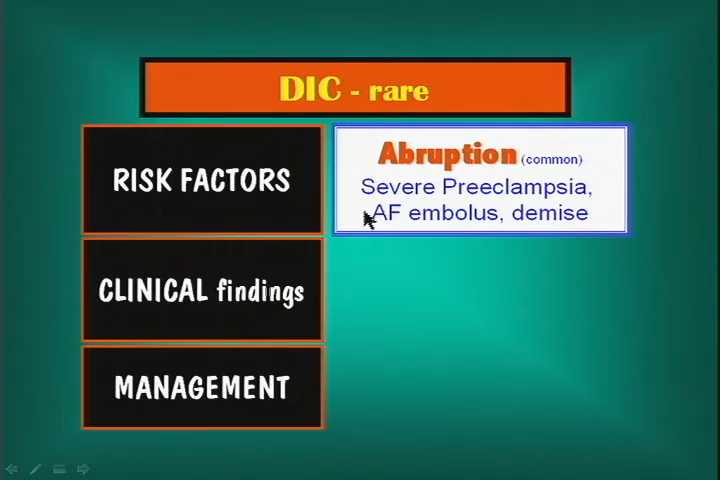 DIC - rare
RISK FACTORS
Abruption (common)
Severe Preeclampsia,
AF embolus, demise
CLINICAL findings
MANAGEMENT